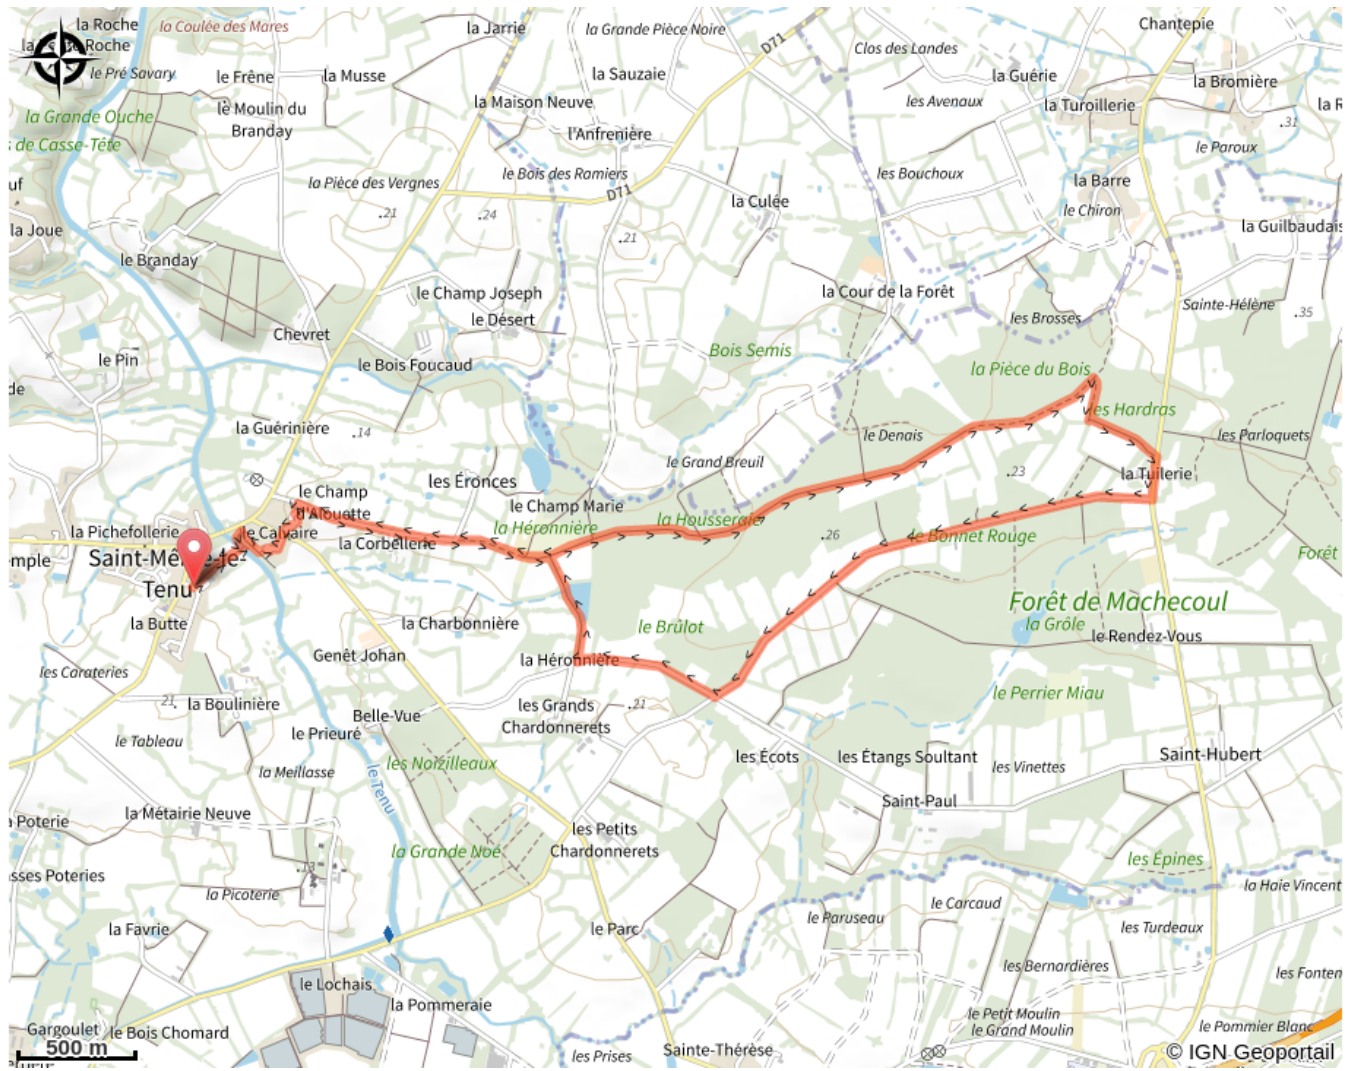 la Roche
la Coulée des Mares
la Jarrie
la Grande Pièce Noire
Chantepie
D71
Roche
Clos des Landes
le Pré Savary
le Frêne
la Musse
la Sauzaie
la Guérie
la Bromière
la Maison Neuve
les Avenaux
la Turoillerie
le Moulin du
Branday
la Grande Ouche
31
l'Anfrenière
s de Casse-Tête
le Paroux
le Bois des Ramiers
les Bouchoux
la Barre
la Pièce des Vergnes
D71
uf
21
24
la Culée
le Chiron
la Joue
21
la Guilbaudais
le Branday
le Champ Joseph
la Cour de la Forêt
Sainte-Hélène
le Désert
les Brosses
35
Chevret
le Pin
le Bois Foucaud
Bois Semis
la Pièce du Bois
de
les Hardras
la Guérinière
14
le Denais
les Parloquets
le Grand Breuil
les Éronces
23
la Tuilerie
le Champ
d'Alouette
le Champ Marie
la Héronnière
la Housseraie
la Pichefollerie
le Calvaire
la Corbellerie
26
le Bonnet Rouge
emple
Saint-Même-le-
Tenu
Forêt
Forêt de Machecoul
la Butte
la Charbonnière
le Brûlot
la Grôle
le Rendez-Vous
Genêt Johan
la Héronnière
les Carateries
21
la Boulinière
les Grands
Chardonnerets
21
le Perrier Miau
Belle-Vue
le Prieuré
le Tableau
les Noizilleaux
les Écots
les Étangs Soultant
Saint-Hubert
la Meillasse
les Vinettes
le Tenu
Saint-Paul
la Métairie Neuve
a Poterie
les Petits
Chardonnerets
la Grande Noé
les Épines
13
sses Poteries
la Haie Vincent
la Picoterie
le Carcaud
le Paruseau
la Favrie
le Parc
les Turdeaux
les Bernardières
les Fonten
le Lochais
la Pommeraie
le Petit Moulin
le Grand Moulin
Gargoulet
le Bois Chomard
le Pommier Blanc
500 m
les Prises
Sainte-Thérèse
© IGN Geoportail